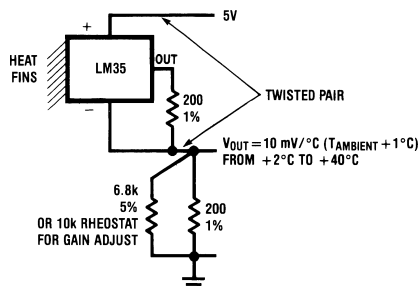 5V
+
HEAT
FINS
LM35
OUT
−
200
1%
TWISTED PAIR
VOUT = 10 mV/°C (TAMBIENT + 1°C)
FROM +2°C TO +40°C
6.8k
5%
OR 10k RHEOSTAT
FOR GAIN ADJUST
200
1%